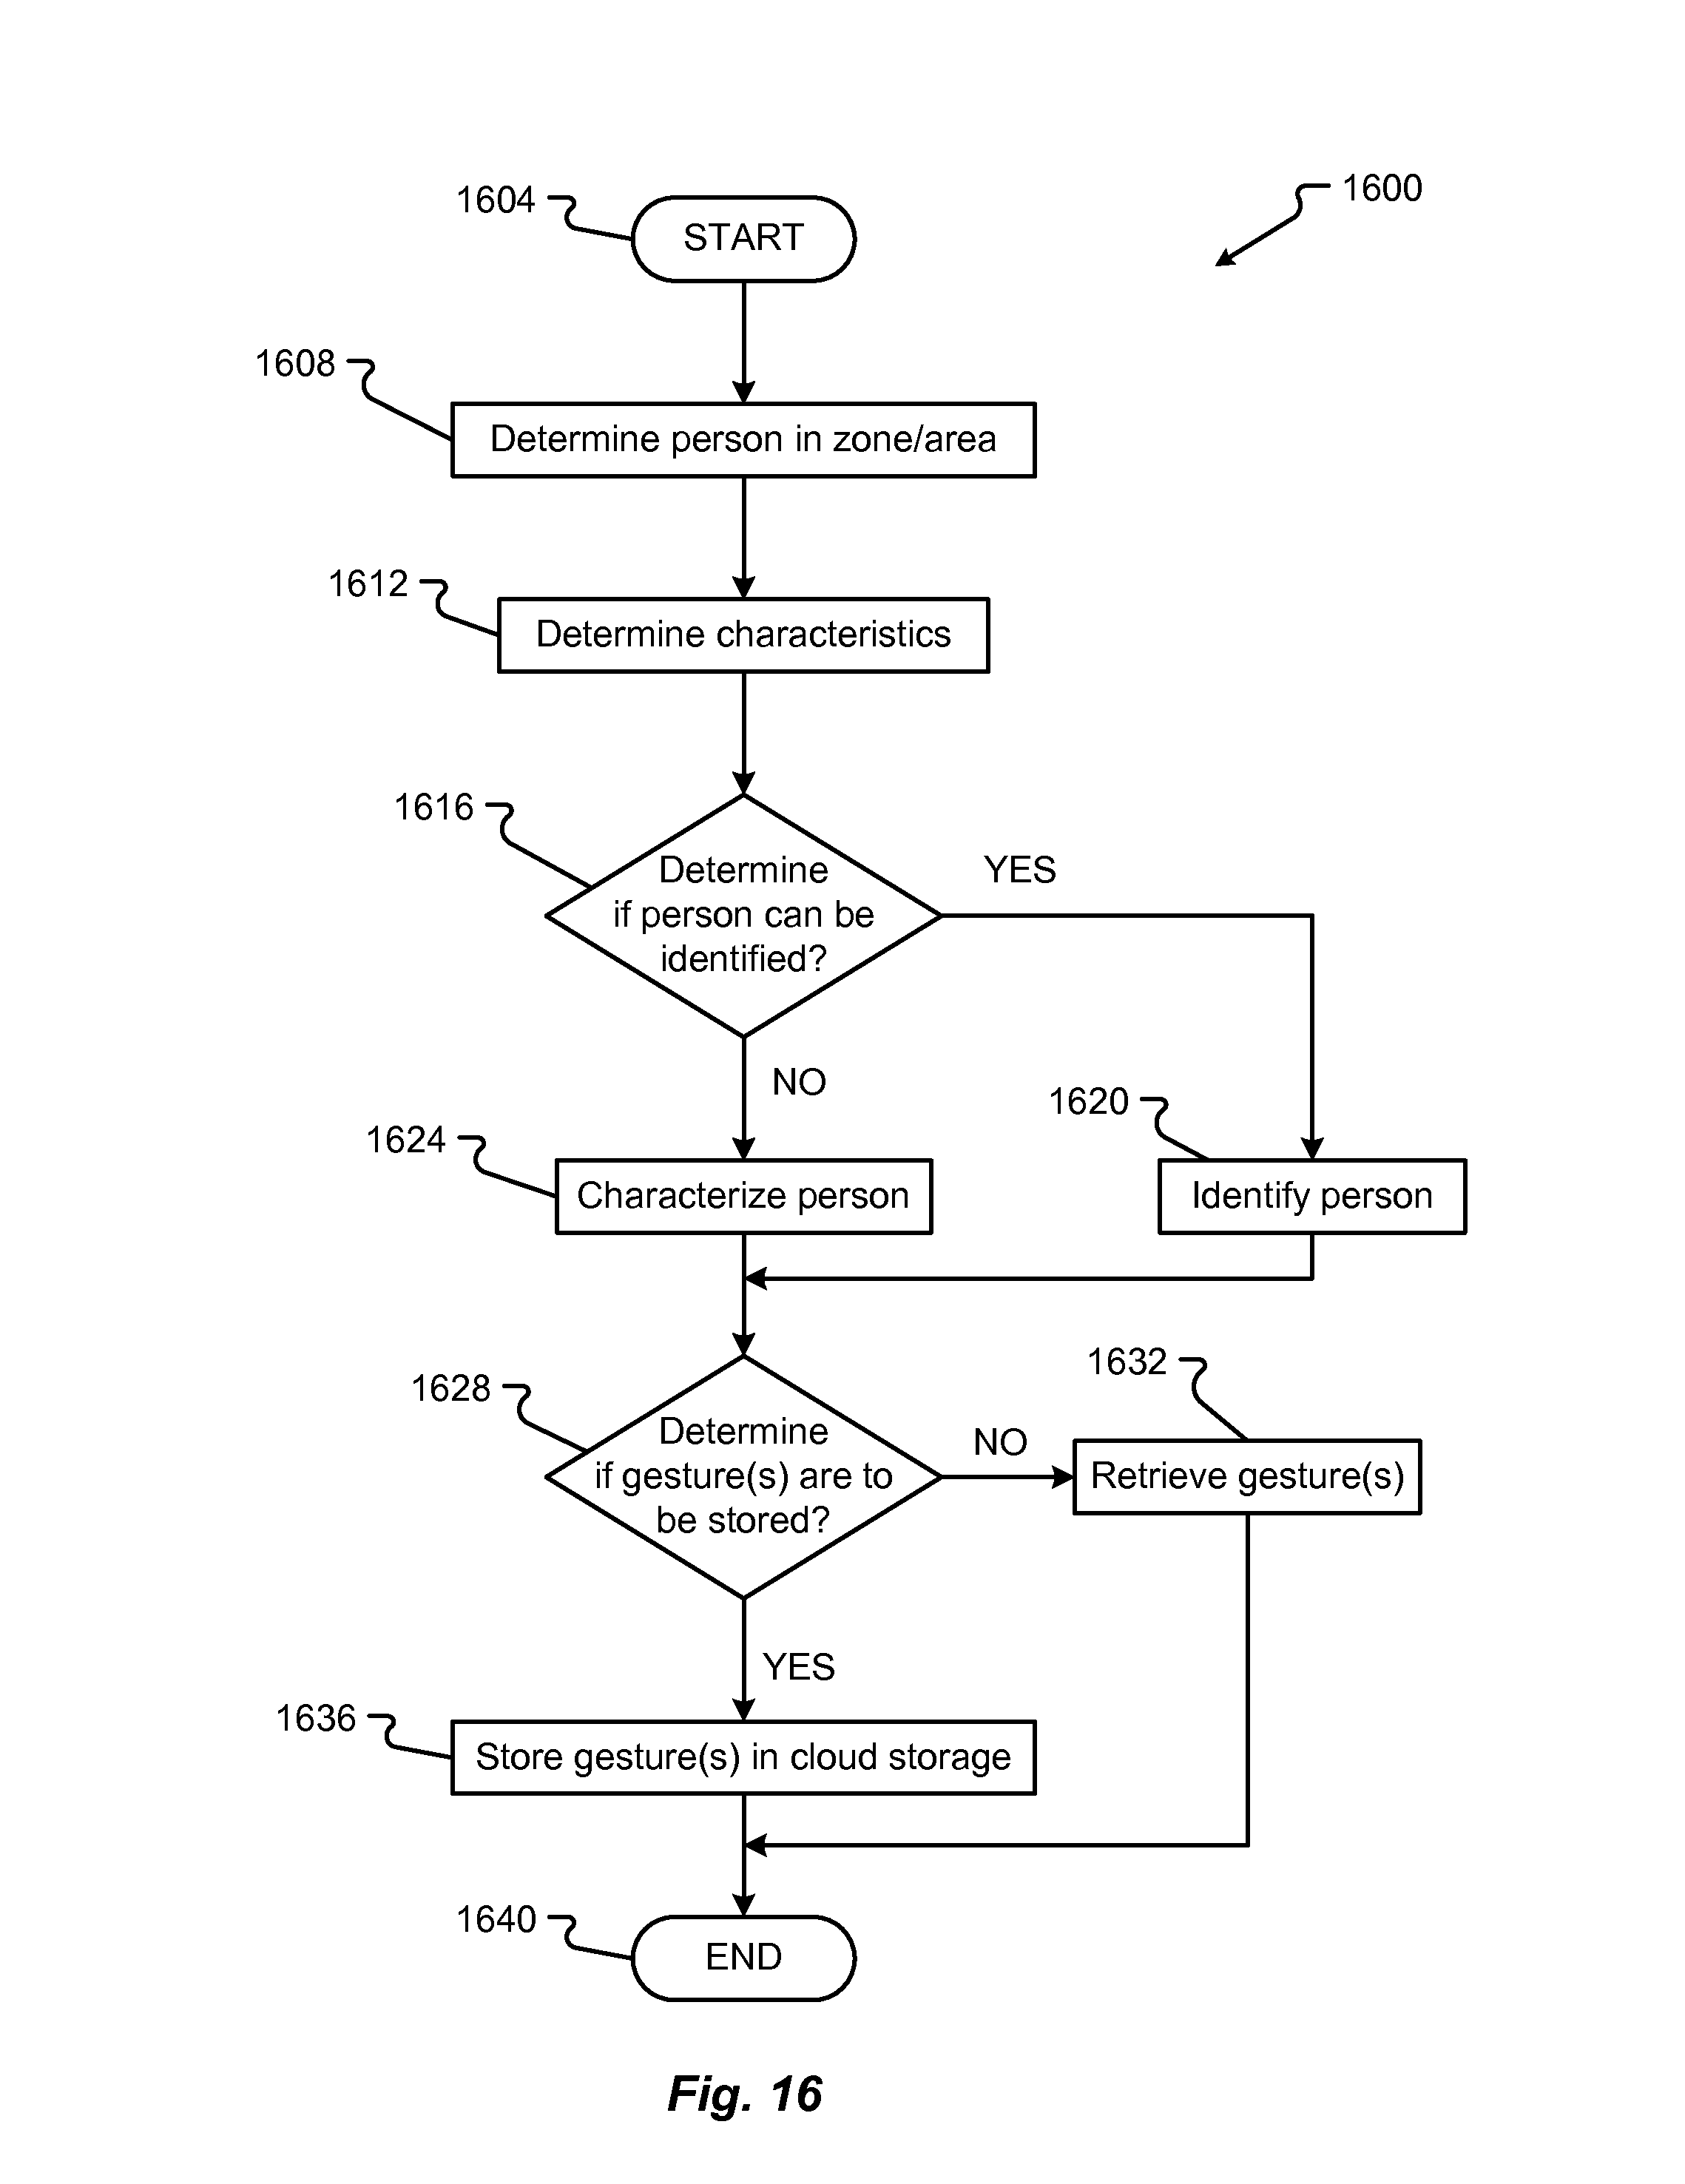 1600
1604
START
1608
Determine person in zone/area
1612
Determine characteristics
1616
Determine
if person can be
identified?
YES
NO
1620
1624
Characterize person
Identify person
1628
Determine
if gesture(s) are to
be stored?
NO
1632
Retrieve gesture(s)
YES
1636
Store gesture(s) in cloud storage
1640
END
Fig. 16